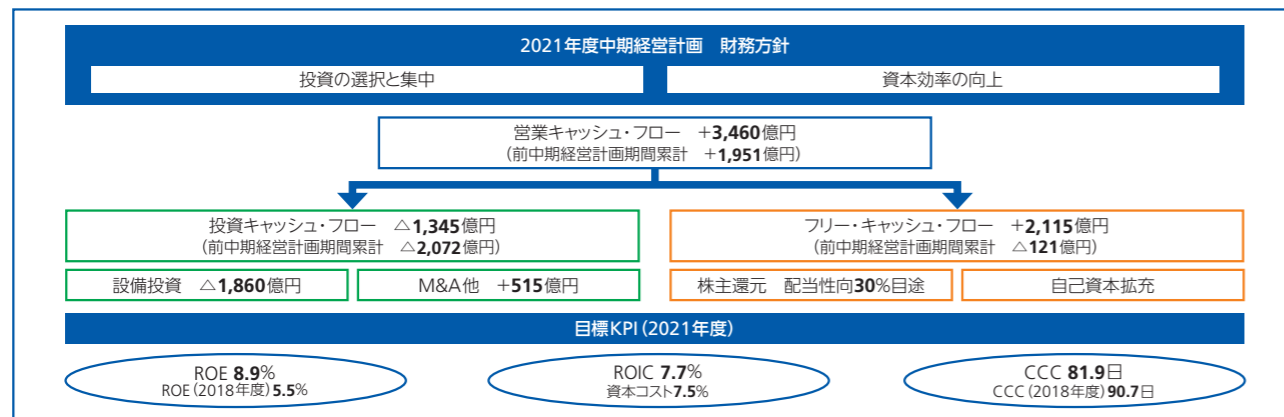 2021年度中期経営計画　財務方針
投資の選択と集中
資本効率の向上
営業キャッシュ・フロー　+3,460億円
(前中期経営計画期間累計　+1,951億円)
投資キャッシュ・フロー　△1,345億円
(前中期経営計画期間累計　△2,072億円)
フリー・キャッシュ・フロー　+2,115億円
(前中期経営計画期間累計　△121億円)
設備投資　△1,860億円
M&A他　+515億円
株主還元　配当性向30%目途
自己資本拡充
目標KPI(2021年度)
ROE 8.9%
ROE(2018年度)5.5%
ROIC 7.7%
資本コスト7.5%
CCC 81.9日
CCC(2018年度)90.7日